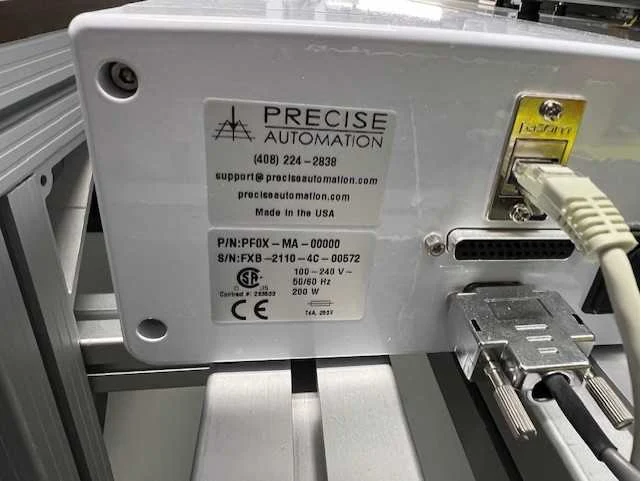 PRECISE
AUTOMATION
(408) 224-2838
support@preciseautomation.com
preciseautomation.com
Made in the USA
P/N:PF0X-MA-00000
S/N:FXB-2110-4C-00572
100-240 V~
50/60 Hz
200 W
C US
CE